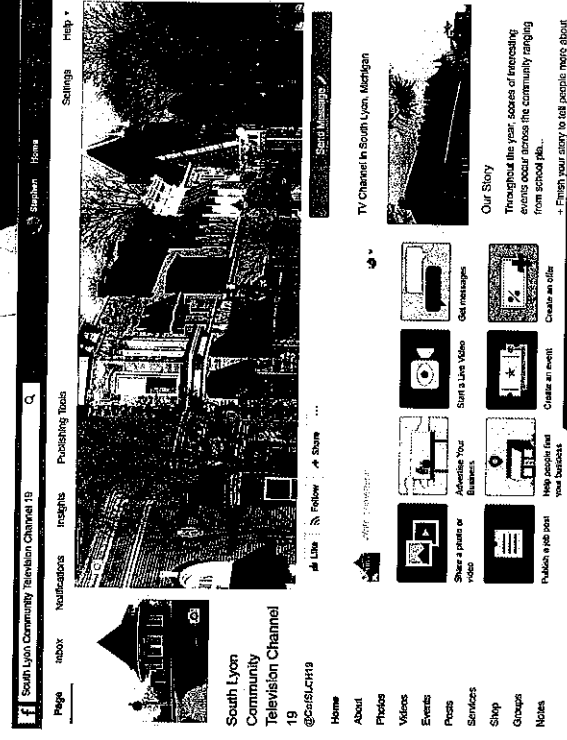 f South Lyon Community Television Channel 19
Stephen Home
Page Inbox Notifications Insights Publishing Tools Settings Help
South Lyon
Community
Television Channel
19
@CofSLCH19
Home
About
Photos
Videos
Events
Posts
Services
Shop
Groups
Notes
Like Follow Share ...
Send Message
Share a photo or
video
Advertise Your
Business
Start a Live Video
Get messages
Publish a job post
Help people find
your business
Create an event
Create an offer
TV Channel in South Lyon, Michigan
Our Story
Throughout the year, scores of interesting
events occur across the community ranging
from school pla...
+ Finish your story to tell people more about